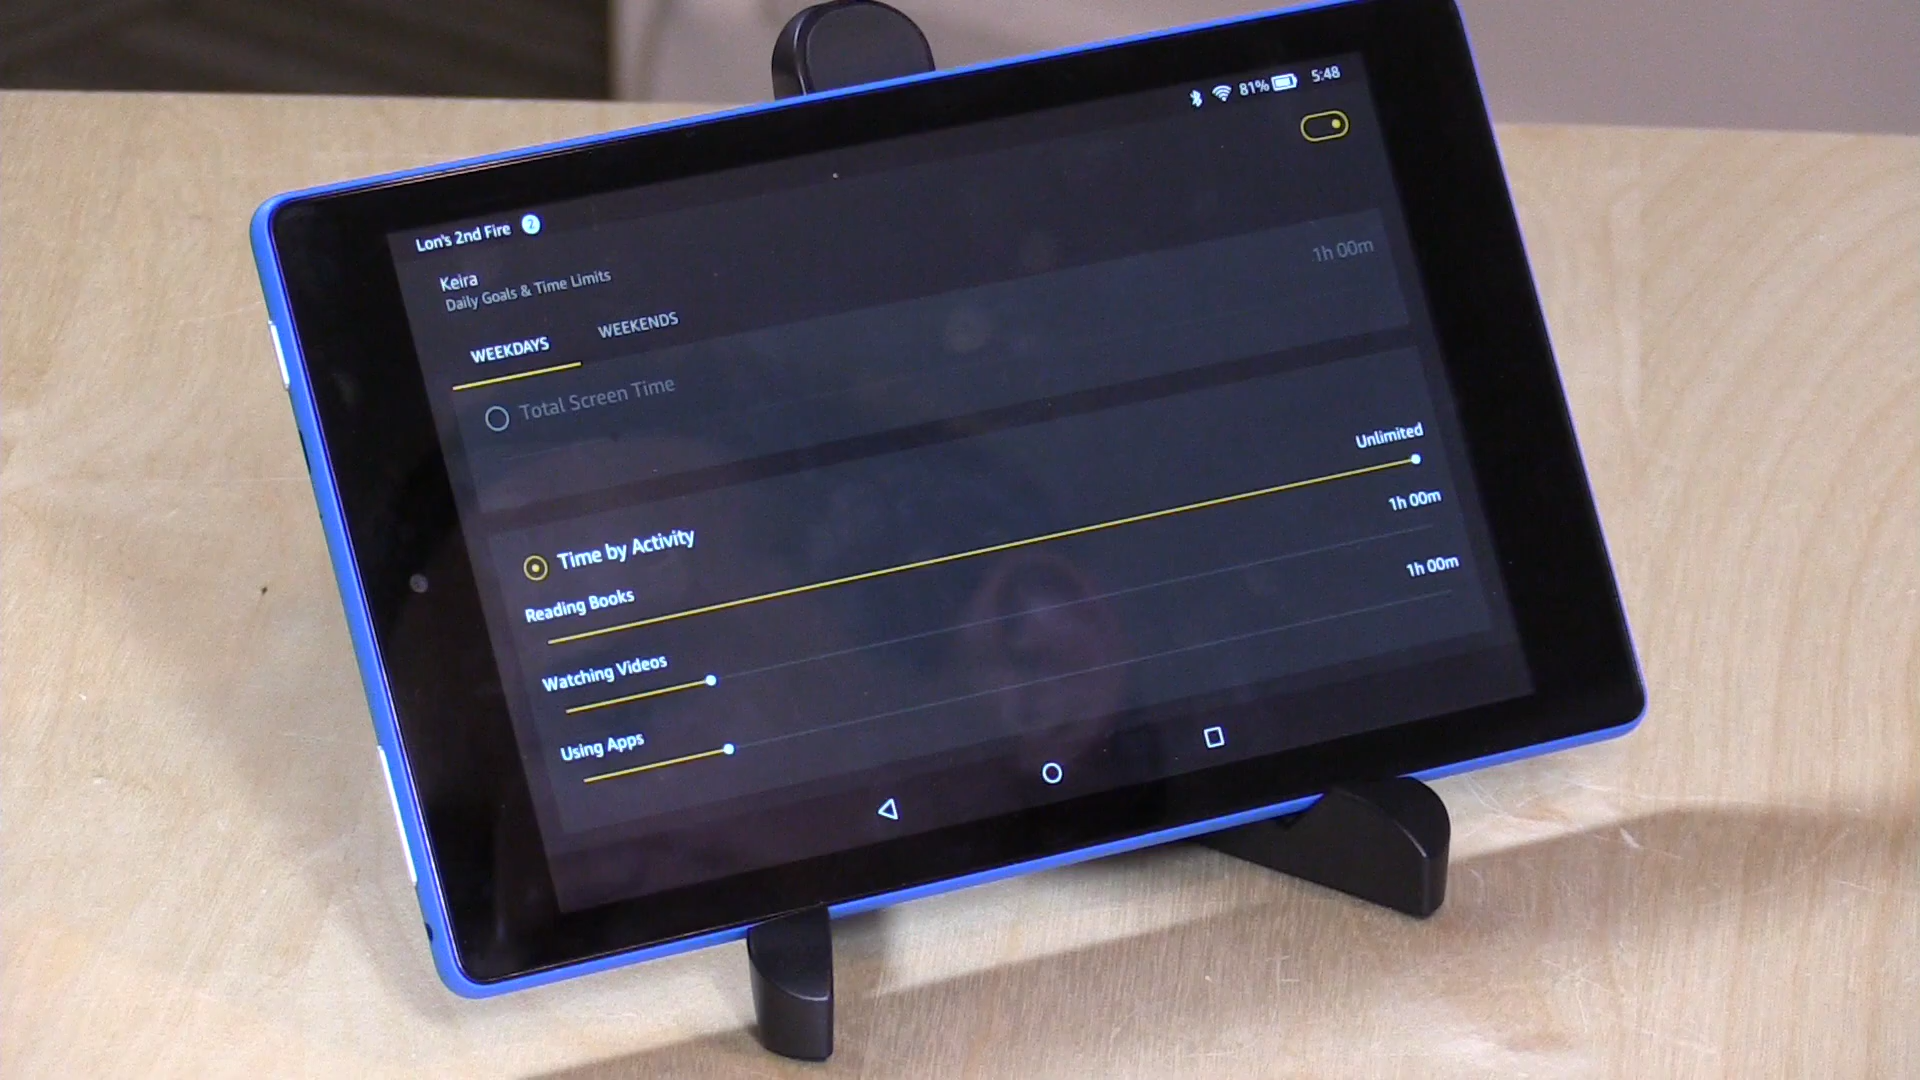 Lon's 2nd Fire 2 81% 5:48
Keira
Daily Goals & Time Limits
WEEKDAYS WEEKENDS
Total Screen Time 1h 00m
Time by Activity
Reading Books Unlimited
Watching Videos 1h 00m
Using Apps 1h 00m